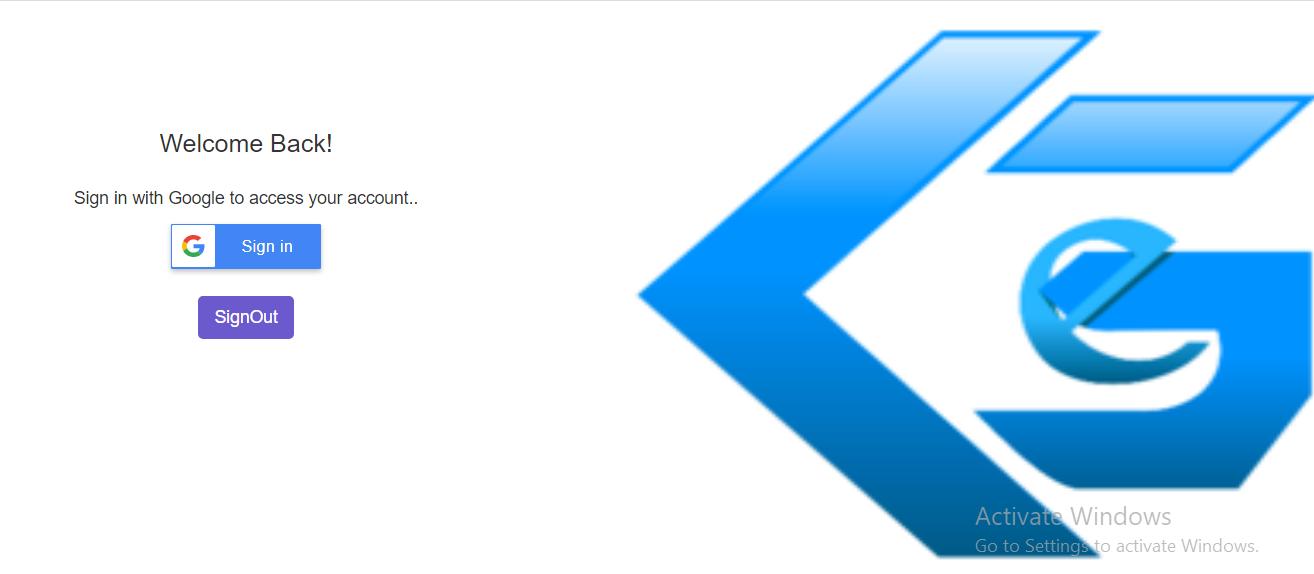 Welcome Back!
Sign in with Google to access your account..
G Sign in
SignOut
e
Activate Windows
Go to Settings to activate Windows.